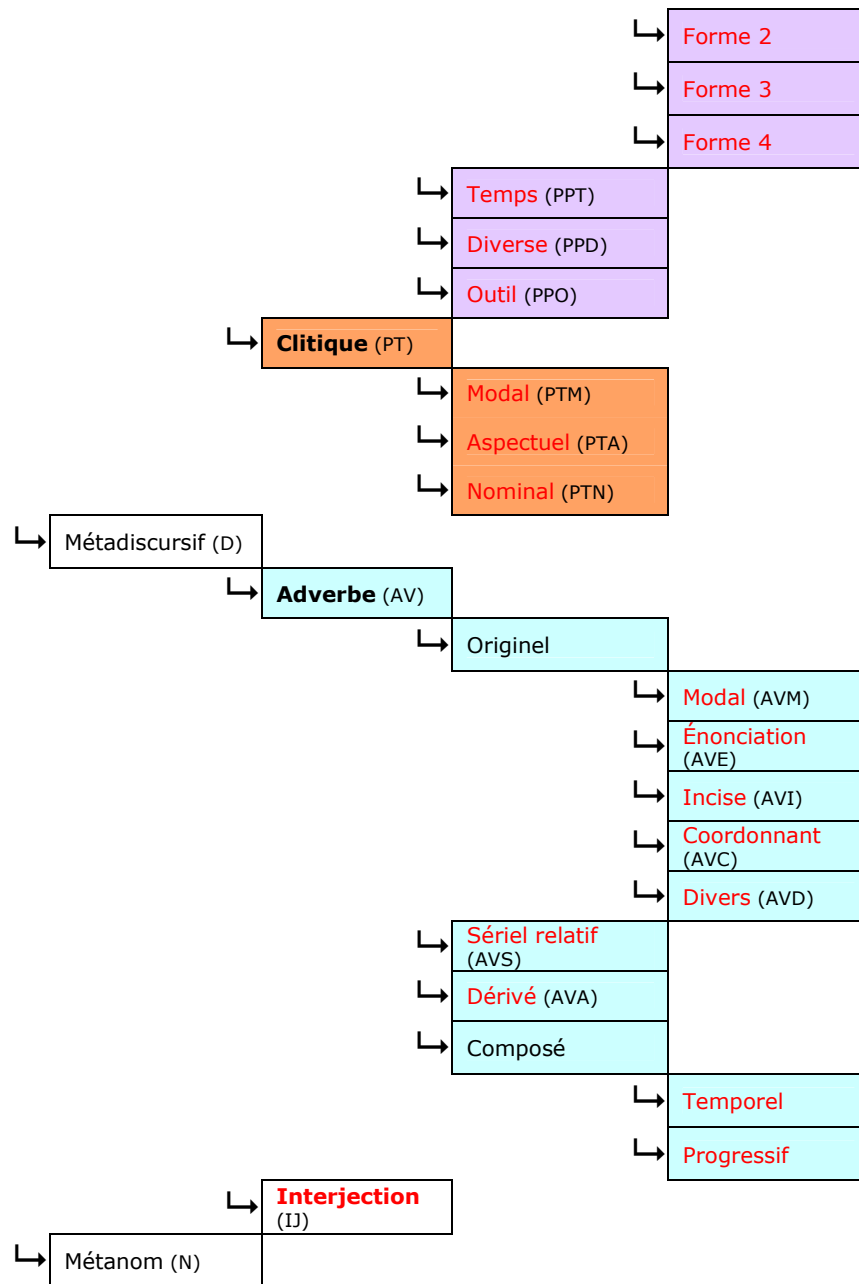 Forme 2
Forme 3
Forme 4
Temps (PPT)
Diverse (PPD)
Outil (PPO)
Clitique (PT)
Modal (PTM)
Aspectuel (PTA)
Nominal (PTN)
Métadiscursif (D)
Adverbe (AV)
Originel
Modal (AVM)
Énonciation
(AVE)
Incise (AVI)
Coordonnant
(AVC)
Divers (AVD)
Sériel relatif
(AVS)
Dérivé (AVA)
Composé
Temporel
Progressif
Interjection
(IJ)
Métanom (N)